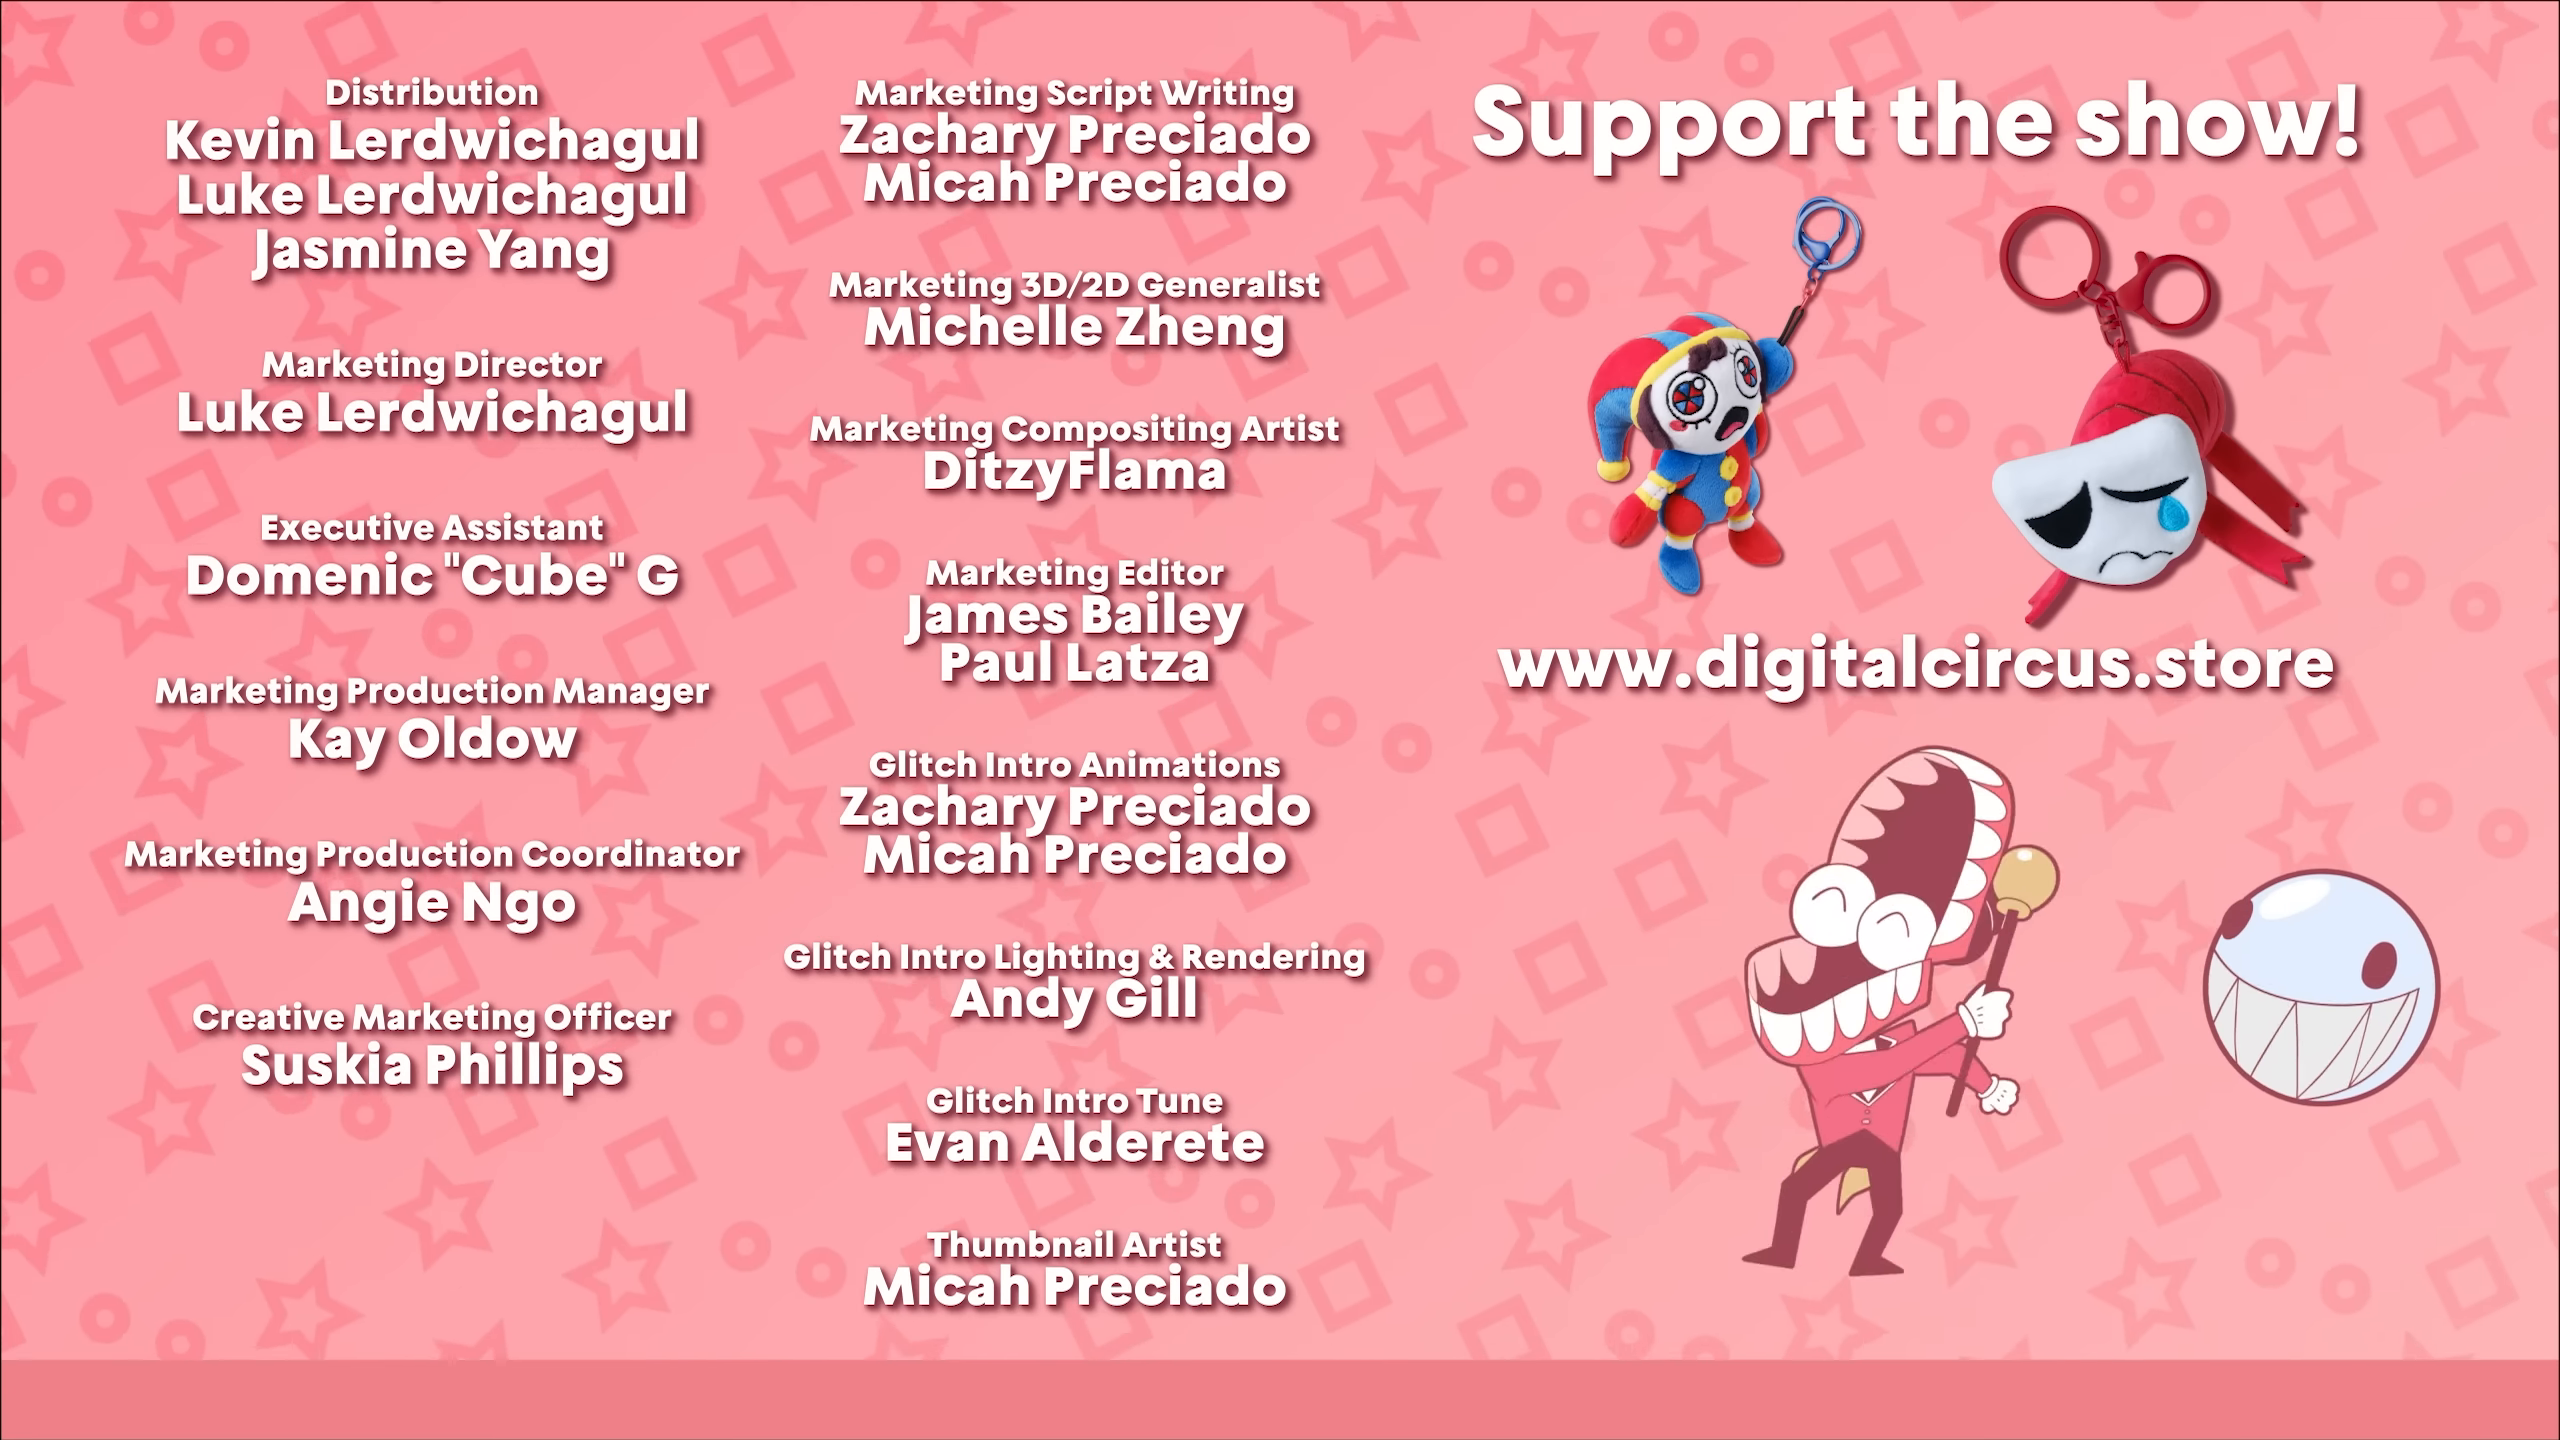 Distribution
Kevin Lerdwichagul
Luke Lerdwichagul
Jasmine Yang
Marketing Director
Luke Lerdwichagul
Executive Assistant
Domenic "Cube" G
Marketing Production Manager
Kay Oldow
Marketing Production Coordinator
Angie Ngo
Creative Marketing Officer
Suskia Phillips
Marketing Script Writing
Zachary Preciado
Micah Preciado
Marketing 3D/2D Generalist
Michelle Zheng
Marketing Compositing Artist
DitzyFlama
Marketing Editor
James Bailey
Paul Latza
Glitch Intro Animations
Zachary Preciado
Micah Preciado
Glitch Intro Lighting & Rendering
Andy Gill
Glitch Intro Tune
Evan Alderete
Thumbnail Artist
Micah Preciado
Support the show!
www.digitalcircus.store